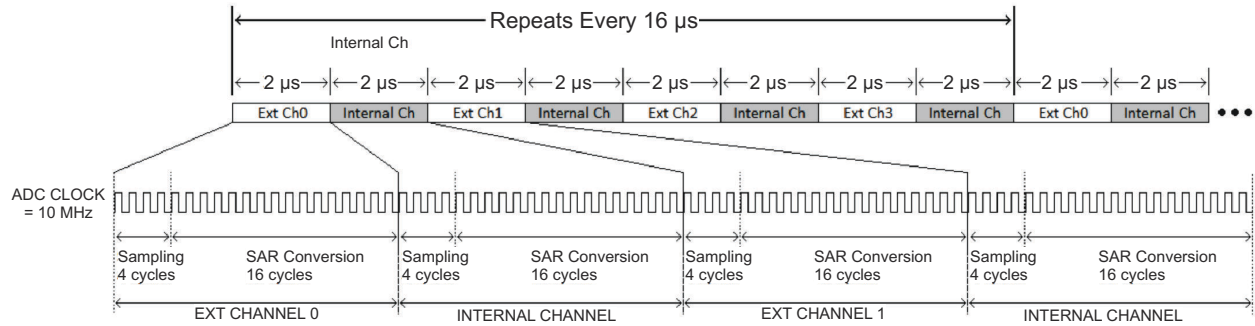 Repeats Every 16 µs
Internal Ch
2 µs 2 µs 2 µs 2 µs 2 µs 2 µs 2 µs 2 µs 2 µs 2 µs
Ext Ch0 Internal Ch Ext Ch1 Internal Ch Ext Ch2 Internal Ch Ext Ch3 Internal Ch Ext Ch0 Internal Ch
ADC CLOCK
= 10 MHz
Sampling SAR Conversion Sampling SAR Conversion Sampling SAR Conversion Sampling SAR Conversion
4 cycles 16 cycles 4 cycles 16 cycles 4 cycles 16 cycles 4 cycles 16 cycles
EXT CHANNEL 0 INTERNAL CHANNEL EXT CHANNEL 1 INTERNAL CHANNEL